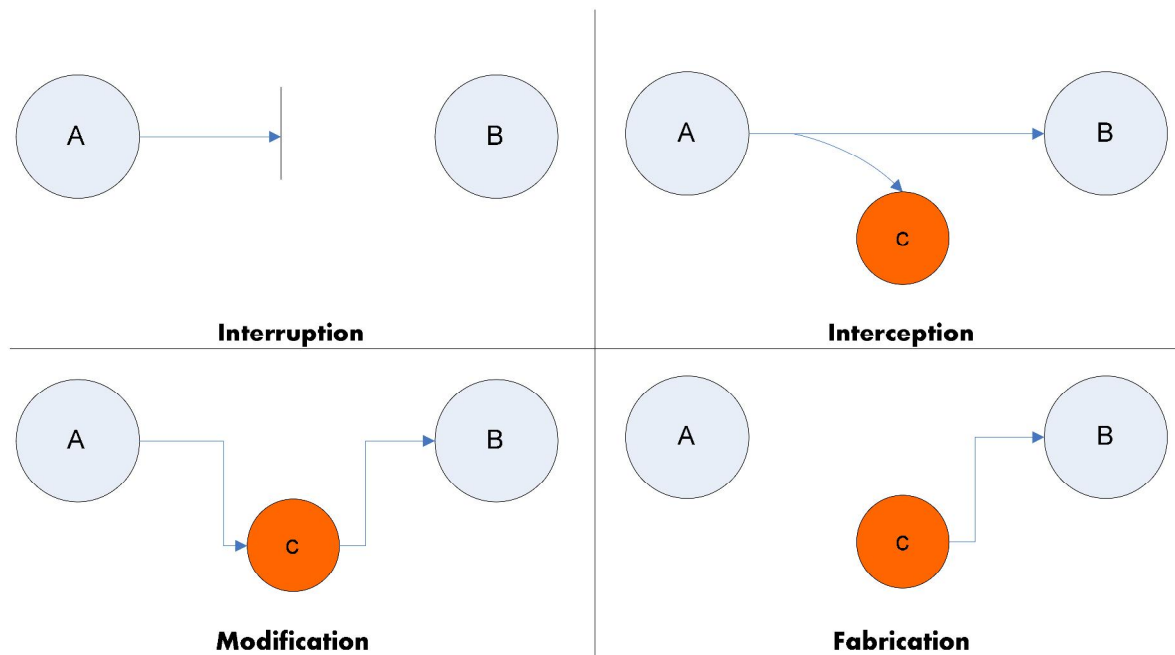 A
B
A
B
c
Interruption
Interception
A
B
A
B
c
c
Modification
Fabrication